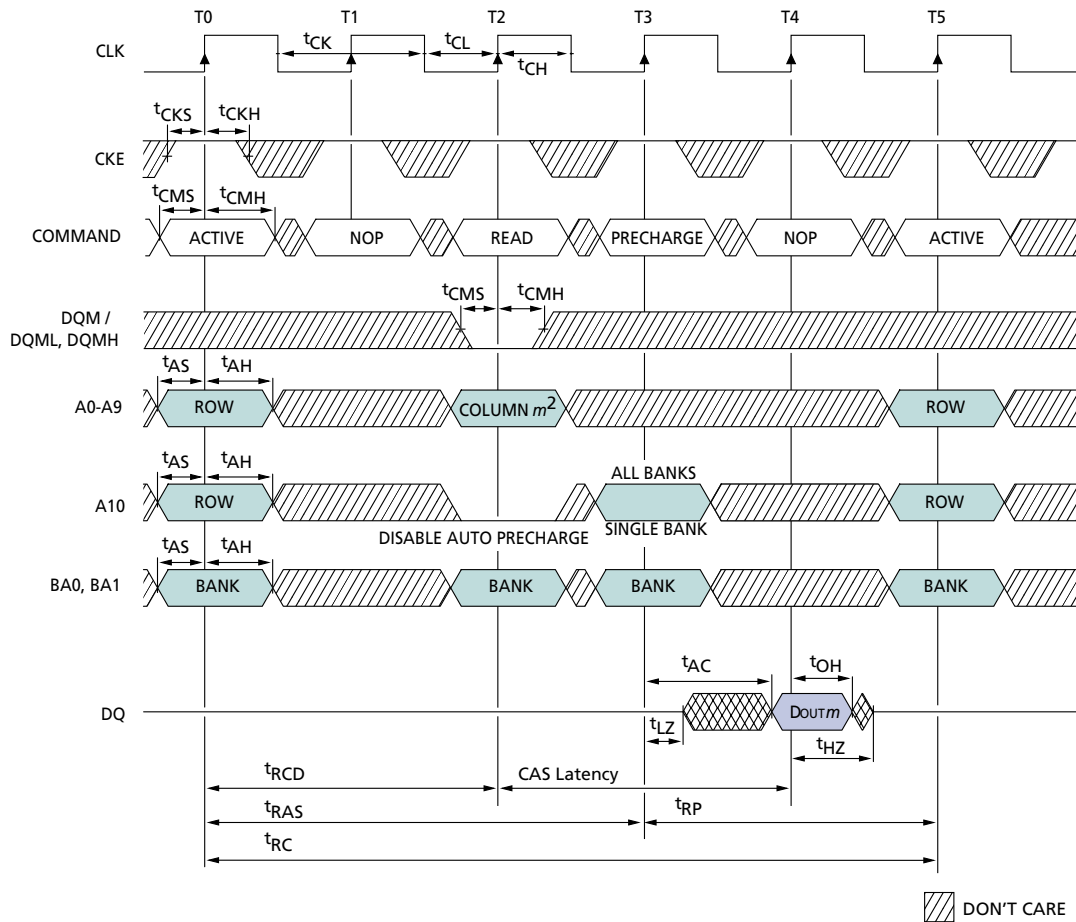 T0 T1 T2 T3 T4 T5
CLK tCK tCL tCH
tCKS tCKH
CKE
tCMS tCMH
COMMAND ACTIVE NOP READ PRECHARGE NOP ACTIVE
tCMS tCMH
DQM /
DQML, DQMH
tAS tAH
A0-A9 ROW COLUMN m2 ROW
tAS tAH ALL BANKS
A10 ROW ROW
DISABLE AUTO PRECHARGE SINGLE BANK
tAS tAH
BA0, BA1 BANK BANK BANK BANK
tAC tOH
DQ DOUTm
tLZ tHZ
tRCD CAS Latency
tRAS tRP
tRC
DON'T CARE